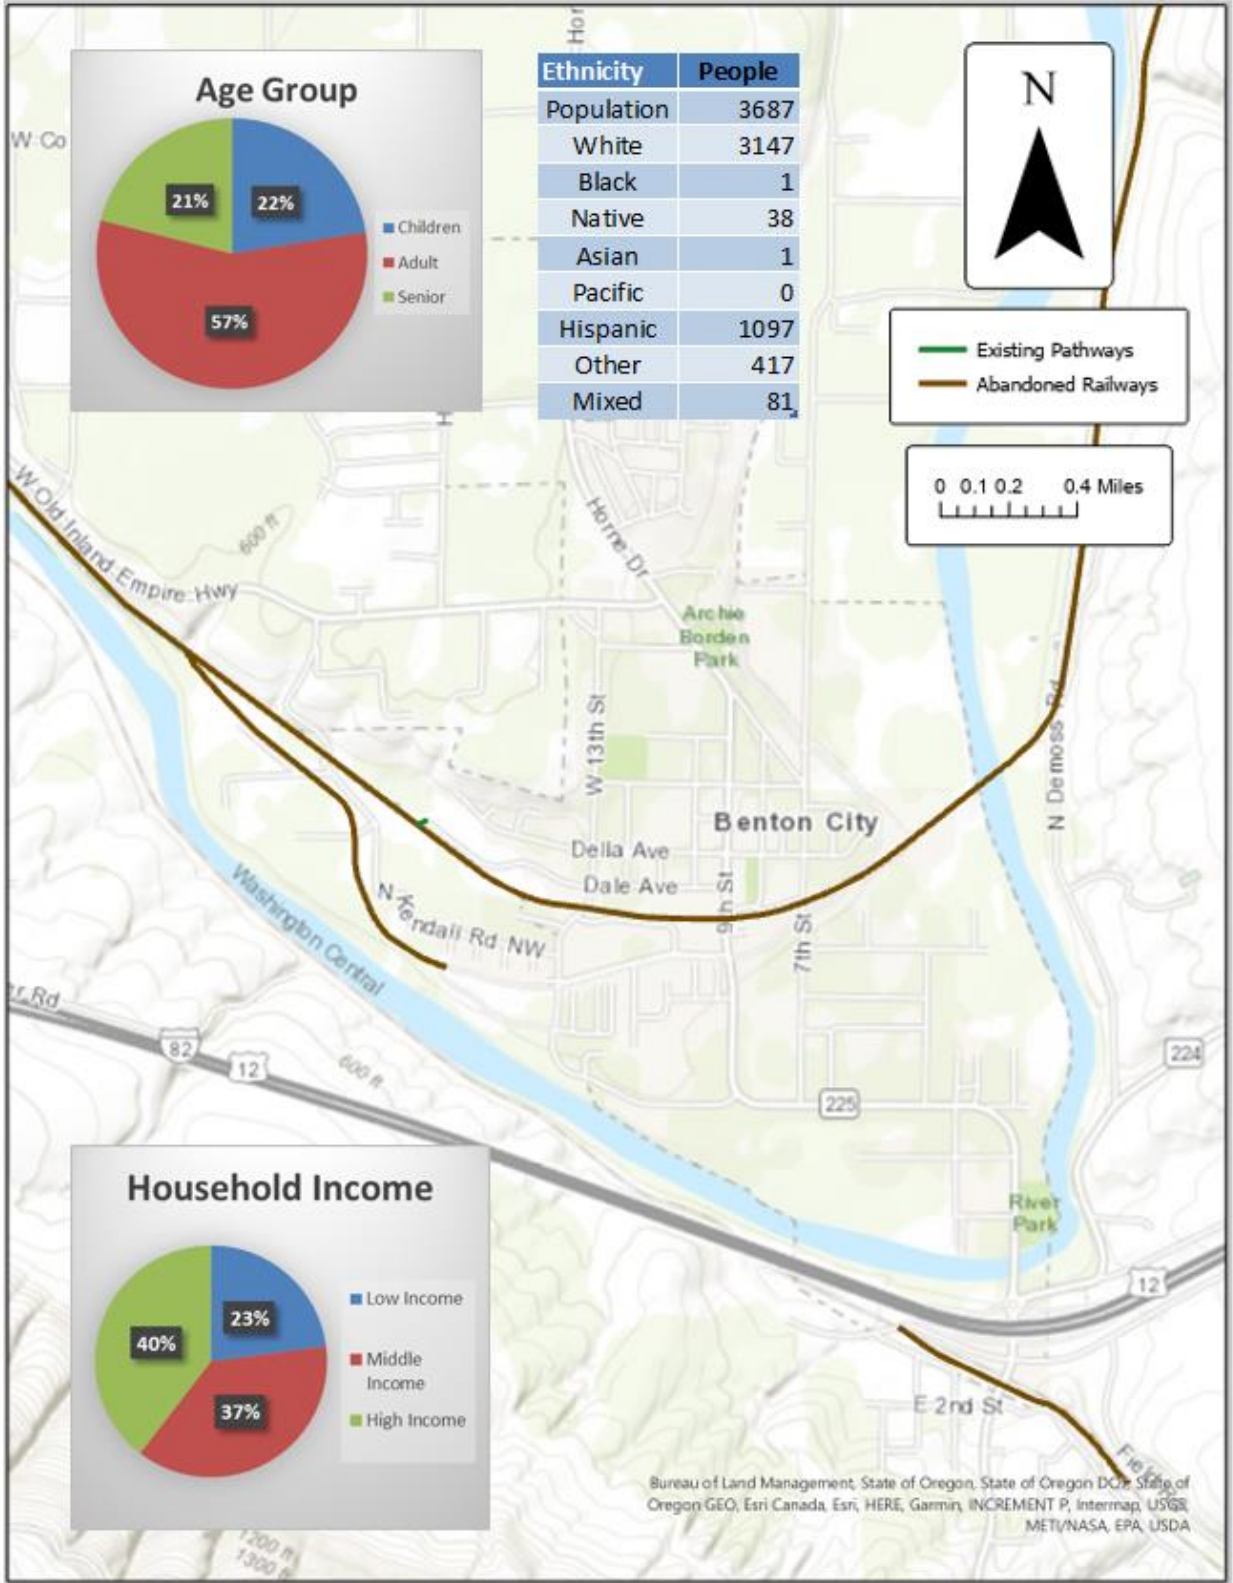 Hor
Age Group
21%
22%
57%
Children
Adult
Senior
Ethnicity People
Population 3687
White 3147
Black 1
Native 38
Asian 1
Pacific 0
Hispanic 1097
Other 417
Mixed 81
N
W Co
Existing Pathways
Abandoned Railways
0 0.1 0.2 0.4 Miles
H
W Old Inland Empire Hwy
600 ft
Horne Dr
Archie
Borden
Park
W 13th St
N Demoss Rd
Benton City
Della Ave
Dale Ave
9th St
7th St
N Kendall Rd NW
Washington Central
er Rd
82
12
600 ft
224
225
River
Park
12
Household Income
40%
23%
37%
Low Income
Middle
Income
High Income
E 2nd St
Bureau of Land Management, State of Oregon, State of Oregon DOT, State of
Oregon GEO, Esri Canada, Esri, HERE, Garmin, INCREMENT P, Intermap, USGS,
METI/NASA, EPA, USDA
1200 ft
1300 ft